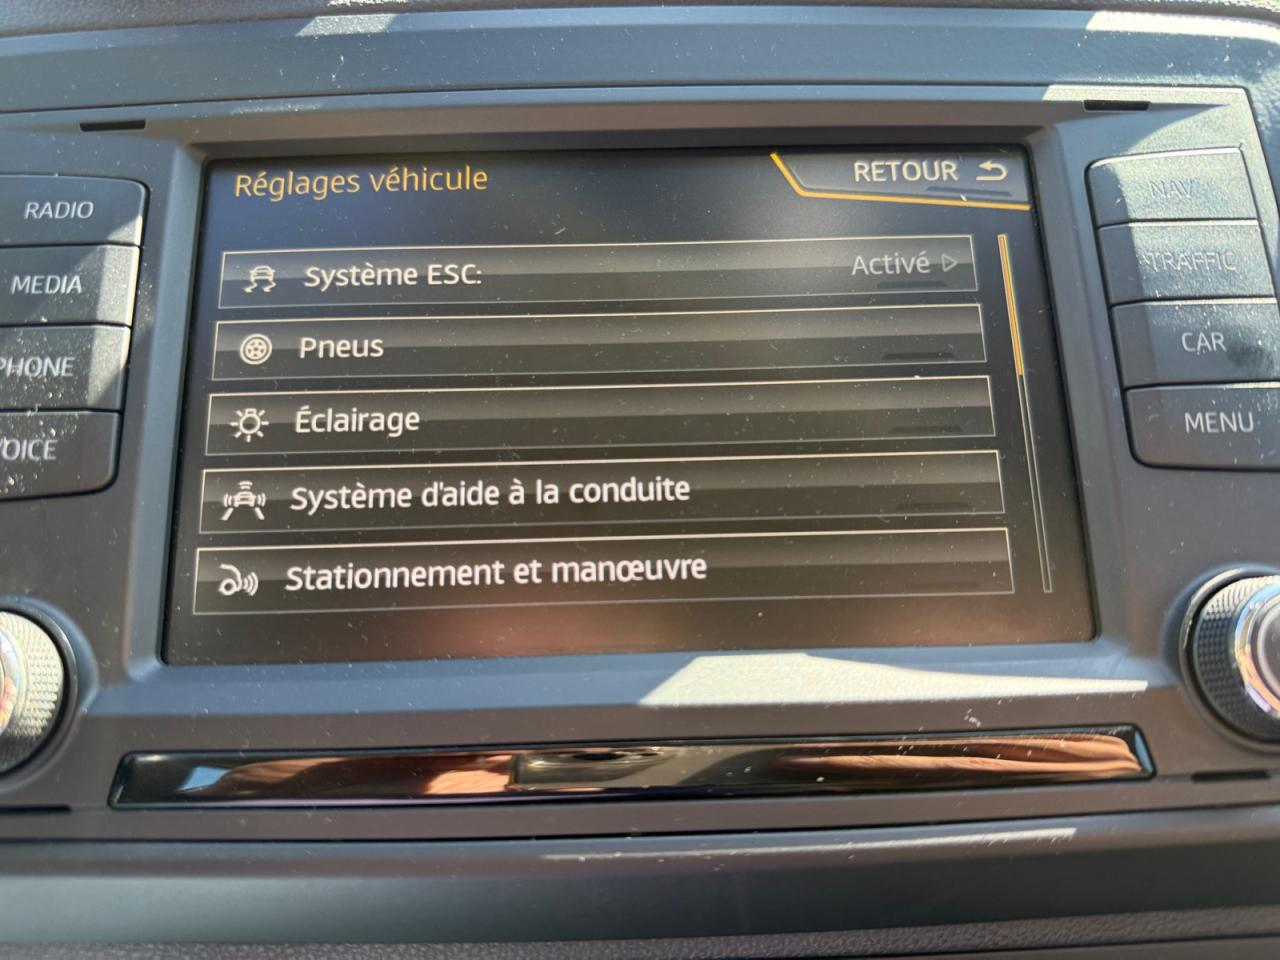 Réglages véhicule
RETOUR
Système ESC:
Activé
Pneus
Éclairage
Système d'aide à la conduite
Stationnement et manœuvre
RADIO
MEDIA
PHONE
VOICE
NAV
TRAFFIC
CAR
MENU